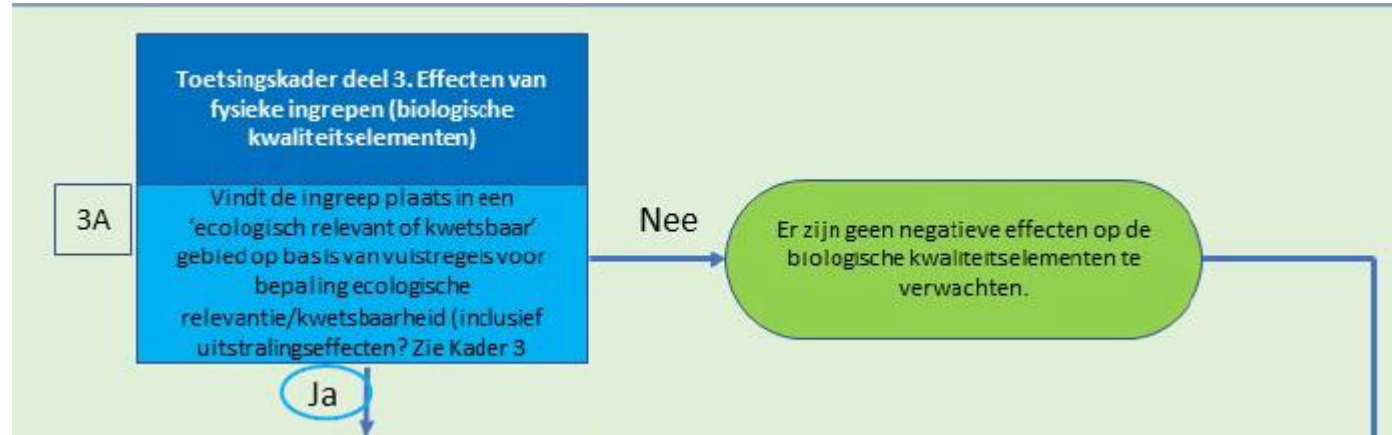 Toetsingskader deel 3. Effecten van
fysieke ingrepen (biologische
kwaliteitselementen)
3A
Vindt de ingreep plaats in een
‘ecologisch relevant of kwetsbaar’
gebied op basis van vuistregels voor
bepaling ecologische
relevantie/kwetsbaarheid (inclusief
uitstralingseffecten? Zie Kader 3
Nee
Er zijn geen negatieve effecten op de
biologische kwaliteitselementen te
verwachten.
Ja